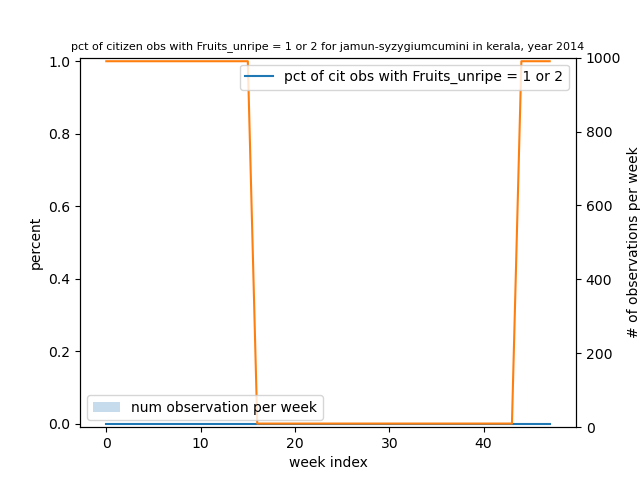 pct of citizen obs with Fruits_unripe = 1 or 2 for jamun-syzygiumcumini in kerala, year 2014
pct of cit obs with Fruits_unripe = 1 or 2
1.0
0.8
0.6
0.4
0.2
0.0
percent
1000
800
600
400
200
0
# of observations per week
num observation per week
0 10 20 30 40
week index